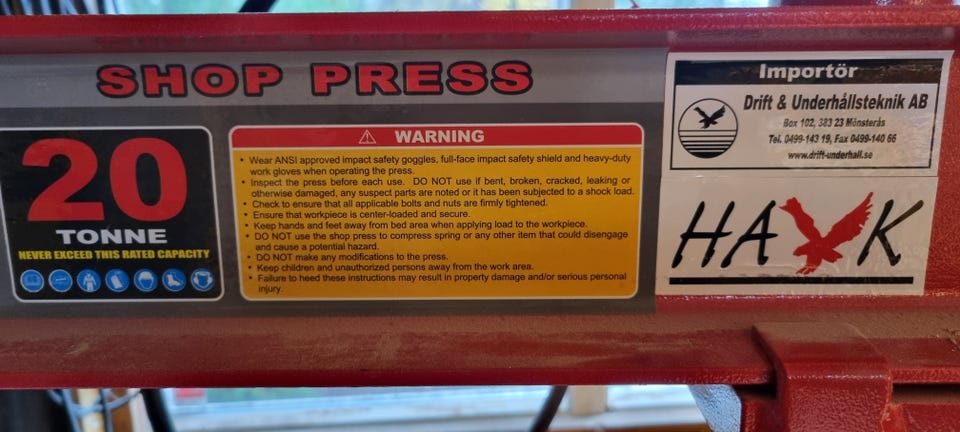 SHOP PRESS
20
TONNE
NEVER EXCEED THIS RATED CAPACITY
WARNING
• Wear ANSI approved impact safety goggles, full-face impact safety shield and heavy-duty
work gloves when operating the press.
• Inspect the press before each use. DO NOT use if bent, broken, cracked, leaking or
otherwise damaged, any suspect parts are noted or it has been subjected to a shock load.
• Check to ensure that all applicable bolts and nuts are firmly tightened.
• Ensure that workpiece is center-loaded and secure.
• Keep hands and feet away from bed area when applying load to the workpiece.
• DO NOT use the shop press to compress spring or any other item that could disengage
and cause a potential hazard.
• DO NOT make any modifications to the press.
• Keep children and unauthorized persons away from the work area.
• Failure to heed these instructions may result in property damage and/or serious personal
injury.
Importör
Drift & Underhållsteknik AB
Box 102, 383 23 Mönsterås
Tel. 0499-143 19, Fax 0499-140 66
www.drift-underhall.se
HAWK